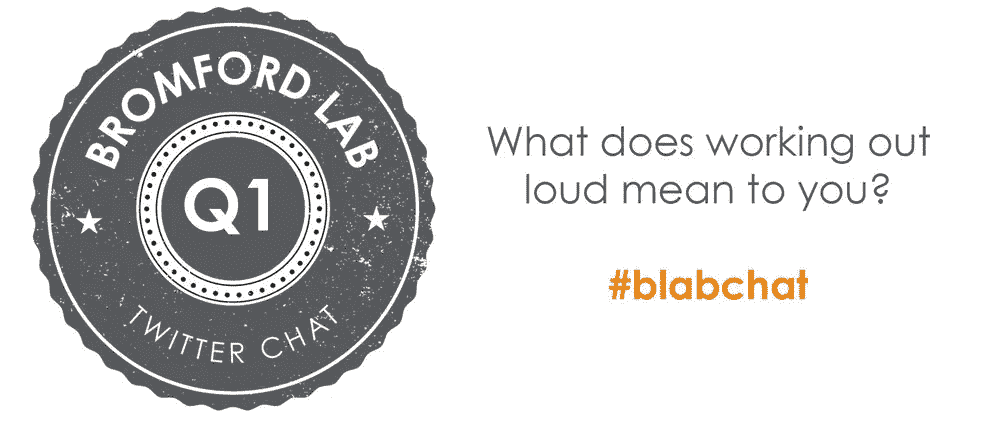 BROMFORD LAB
Q1
TWITTER CHAT
What does working out
loud mean to you?
#blabchat